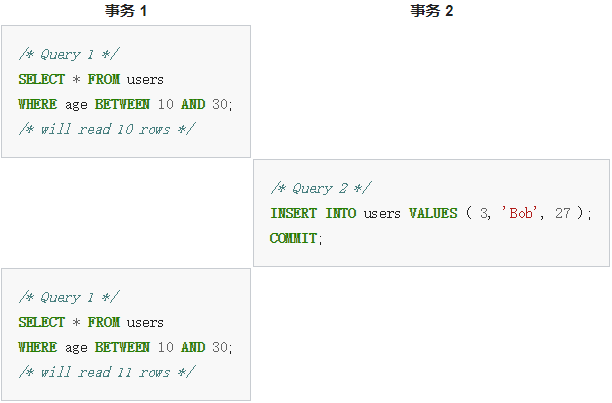 事务 1 事务 2
/* Query 1 */
SELECT * FROM users
WHERE age BETWEEN 10 AND 30;
/* will read 10 rows */
/* Query 2 */
INSERT INTO users VALUES ( 3, 'Bob', 27 );
COMMIT;
/* Query 1 */
SELECT * FROM users
WHERE age BETWEEN 10 AND 30;
/* will read 11 rows */